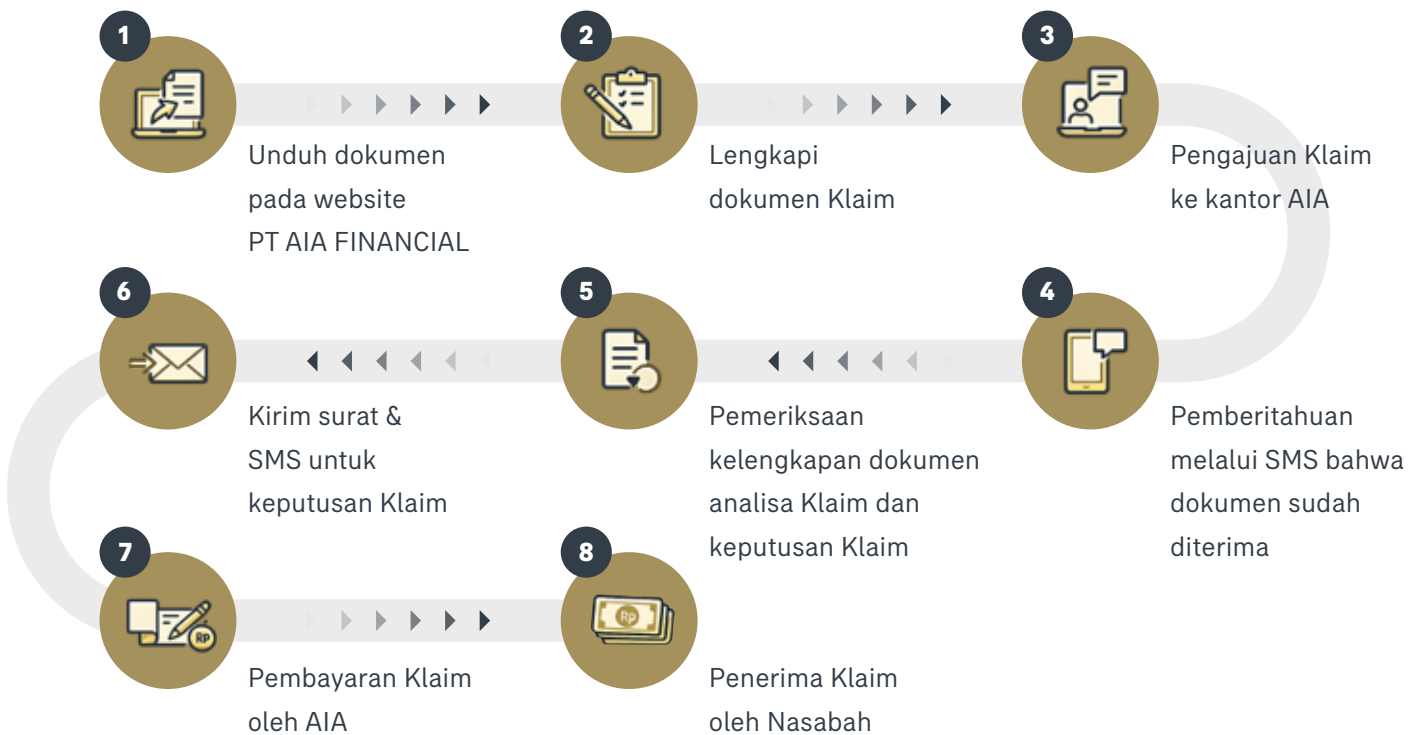 1
Unduh dokumen
pada website
PT AIA FINANCIAL
2
Lengkapi
dokumen Klaim
3
Pengajuan Klaim
ke kantor AIA
4
Pemberitahuan
melalui SMS bahwa
dokumen sudah
diterima
5
Pemeriksaan
kelengkapan dokumen
analisa Klaim dan
keputusan Klaim
6
Kirim surat &
SMS untuk
keputusan Klaim
7
RP
Pembayaran Klaim
oleh AIA
8
Rp
Penerima Klaim
oleh Nasabah